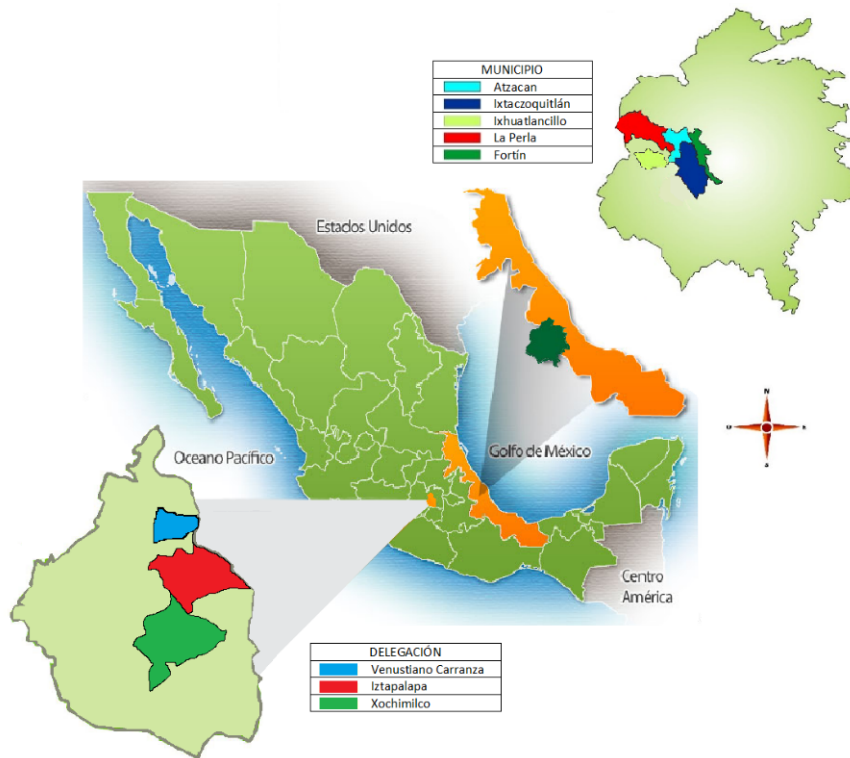 MUNICIPIO
Atzacan
Ixtaczoquitlán
Ixhuatlancillo
La Perla
Fortín
Estados Unidos
Golfo de México
Oceano Pacífico
N
O
E
S
Centro
América
DELEGACIÓN
Venustiano Carranza
Iztapalapa
Xochimilco